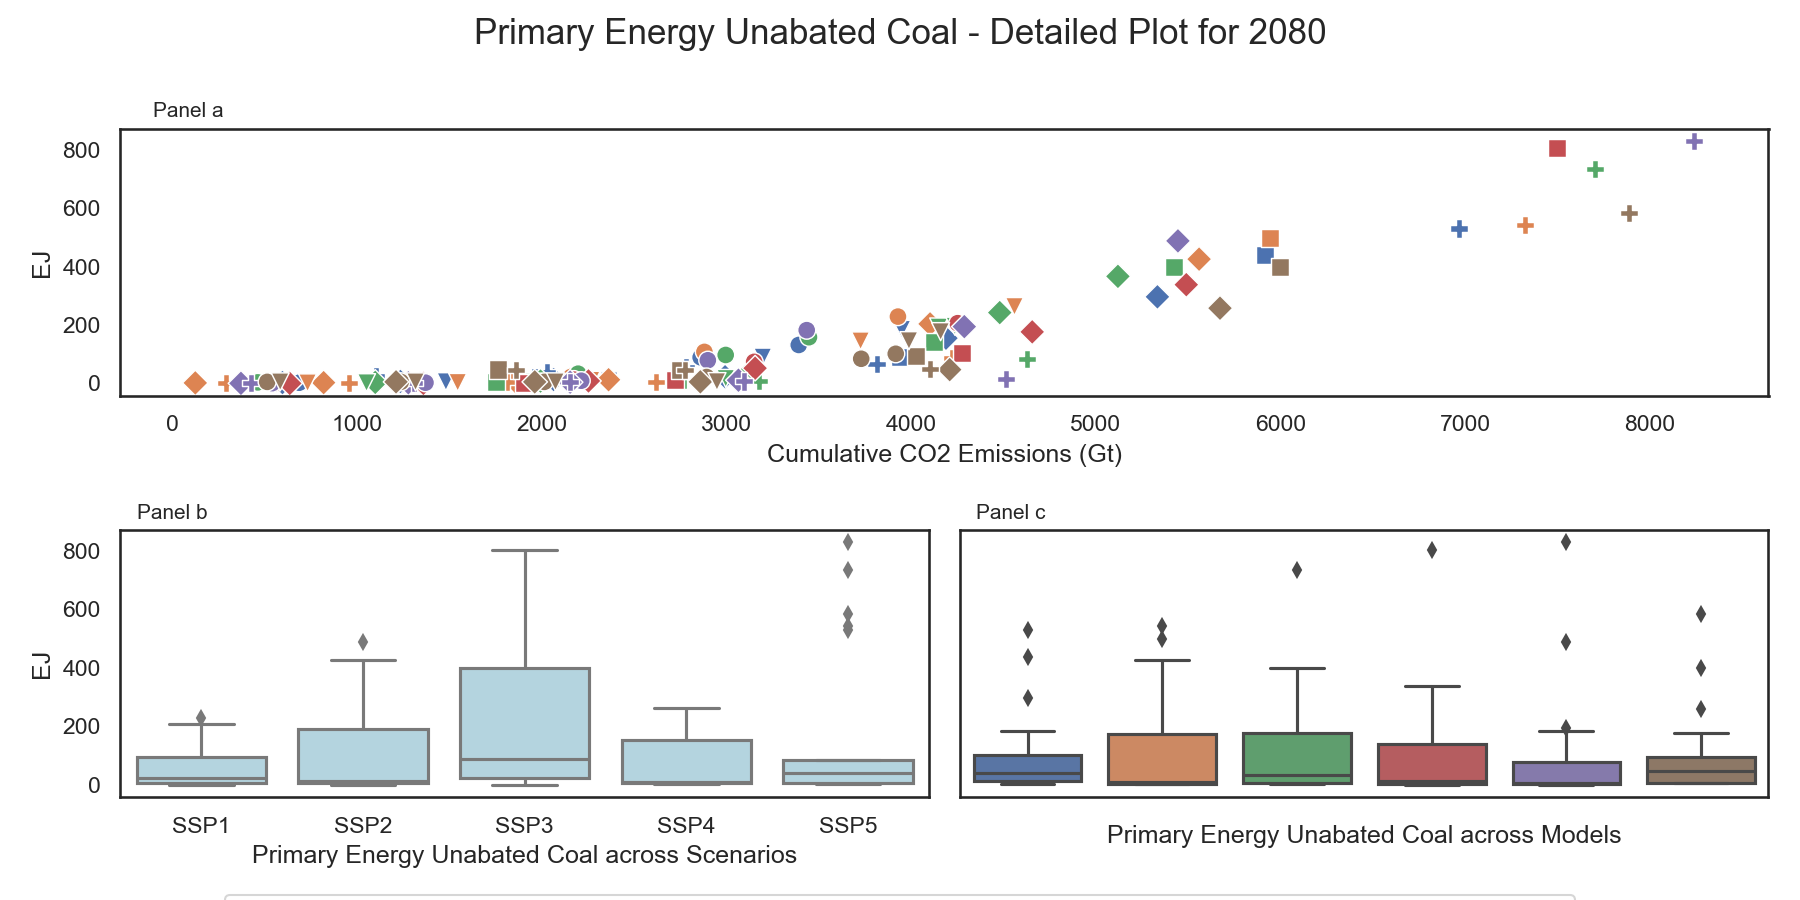 Primary Energy Unabated Coal - Detailed Plot for 2080
Panel a
800
600
400
200
0
EJ
0 1000 2000 3000 4000 5000 6000 7000 8000
Cumulative CO2 Emissions (Gt)
Panel b
800
600
400
200
0
EJ
SSP1 SSP2 SSP3 SSP4 SSP5
Primary Energy Unabated Coal across Scenarios
Panel c
Primary Energy Unabated Coal across Models